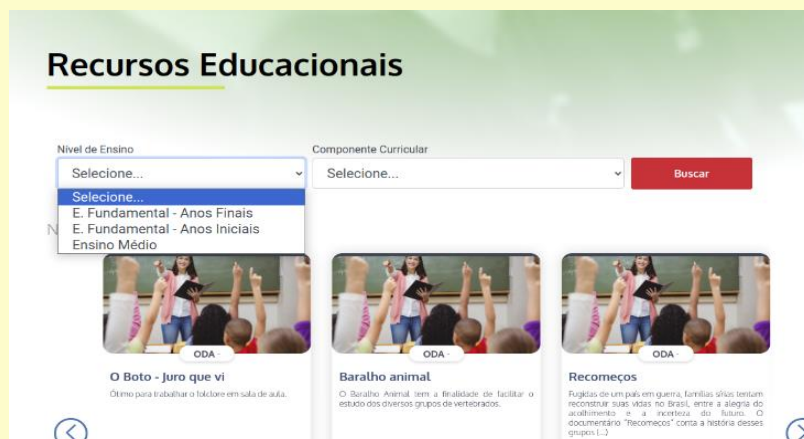 Recursos Educacionais
Nível de Ensino
Componente Curricular
Selecione...
Selecione...
Buscar
Selecione...
E. Fundamental - Anos Finais
E. Fundamental - Anos Iniciais
Ensino Médio
N
ODA -
ODA -
ODA -
O Boto - Juro que vi
Ótimo para trabalhar o folclore em sala de aula.
Baralho animal
O Baralho Animal tem a finalidade de facilitar o
estudo dos diversos grupos de vertebrados.
Recomeços
Fugidas de um país em guerra, famílias sírias tentam
reconstruir suas vidas no Brasil, entre a alegria do
acolhimento e a incerteza do futuro. O
documentário "Recomeços" conta a história desses
grupos (...)